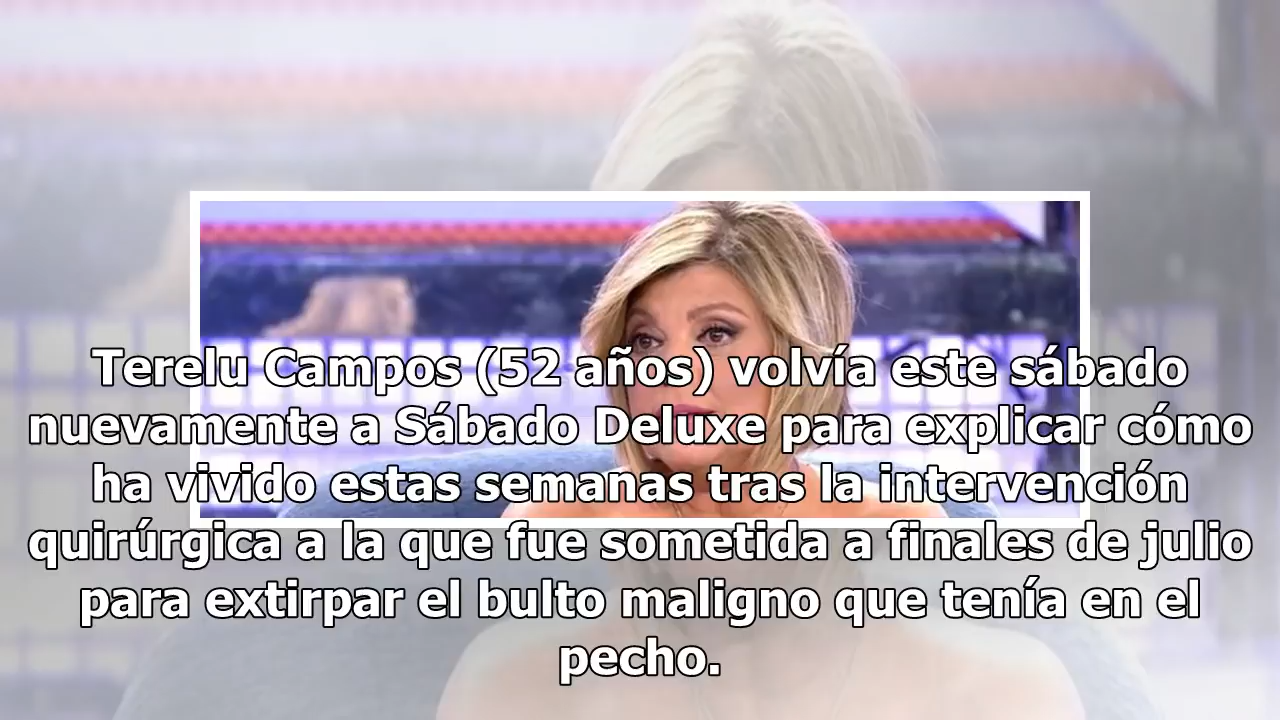 Terelu Campos (52 años) volvía este sábado
nuevamente a Sábado Deluxe para explicar cómo
ha vivido estas semanas tras la intervención
quirúrgica a la que fue sometida a finales de julio
para extirpar el bulto maligno que tenía en el
pecho.